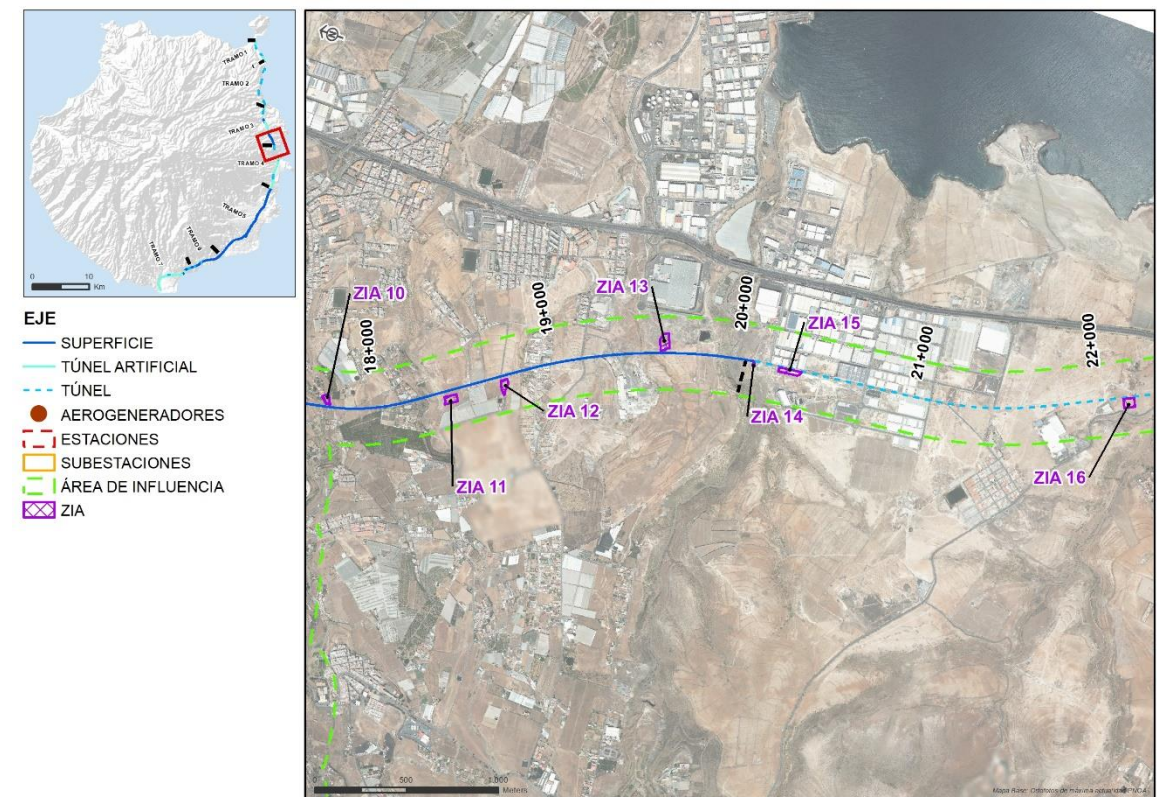 TRAMO 1
TRAMO 2
TRAMO 3
TRAMO 4
TRAMO5
TRAMO 6
TRAMO 7
0 10
Km
EJE
SUPERFICIE
TÚNEL ARTIFICIAL
TÚNEL
AEROGENERADORES
ESTACIONES
SUBESTACIONES
ÁREA DE INFLUENCIA
ZIA
ZIA 10
18+000
19+000
ZIA 13
20+000
ZIA 15
21+000
22+000
ZIA 12
ZIA 14
ZIA 11
ZIA 16
0 500 1.000
Meters
Mapa Base: Ortofotos de máxima actualidad PNOA